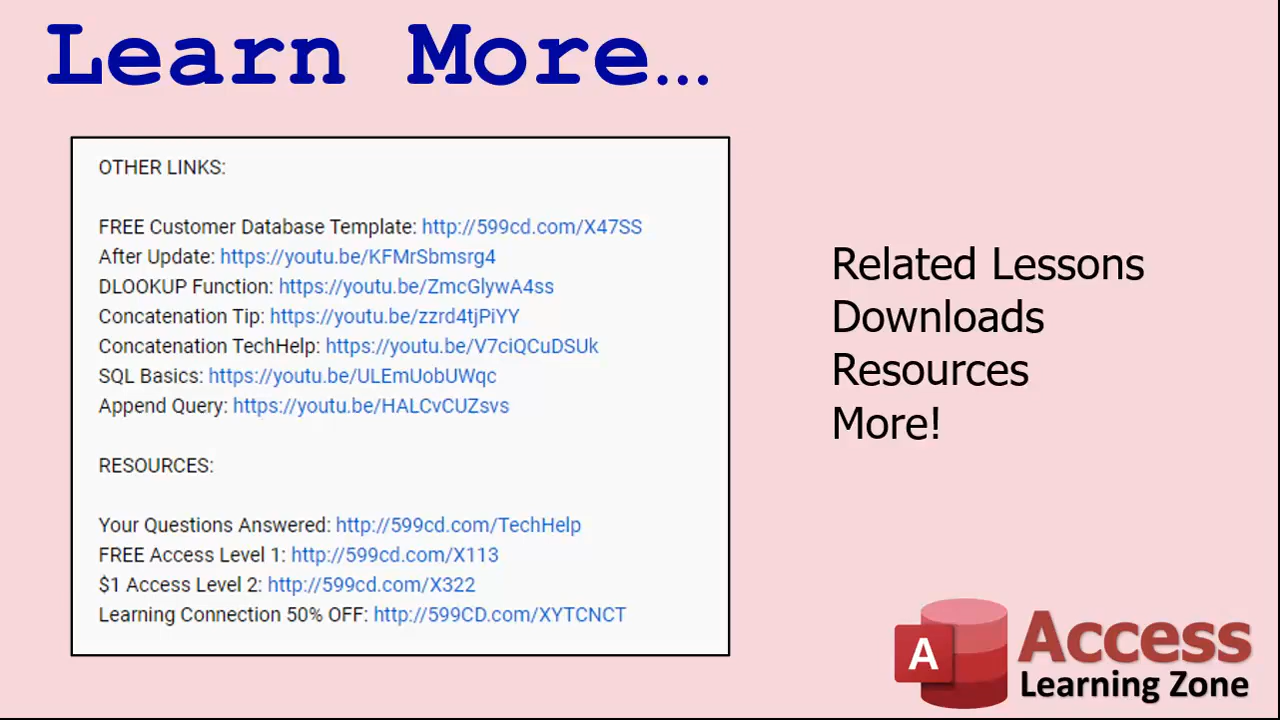 Learn More...
OTHER LINKS:
FREE Customer Database Template: http://599cd.com/X47SS
After Update: https://youtu.be/KFMrSbmsrg4
DLOOKUP Function: https://youtu.be/ZmcGlywA4ss
Concatenation Tip: https://youtu.be/zzrd4tjPiYY
Concatenation TechHelp: https://youtu.be/V7ciQCuDSUk
SQL Basics: https://youtu.be/ULEmUobUWqc
Append Query: https://youtu.be/HALCvCUZsvs
RESOURCES:
Your Questions Answered: http://599cd.com/TechHelp
FREE Access Level 1: http://599cd.com/X113
$1 Access Level 2: http://599cd.com/X322
Learning Connection 50% OFF: http://599CD.com/XYTCNCT
Related Lessons
Downloads
Resources
More!
A
Access
Learning Zone